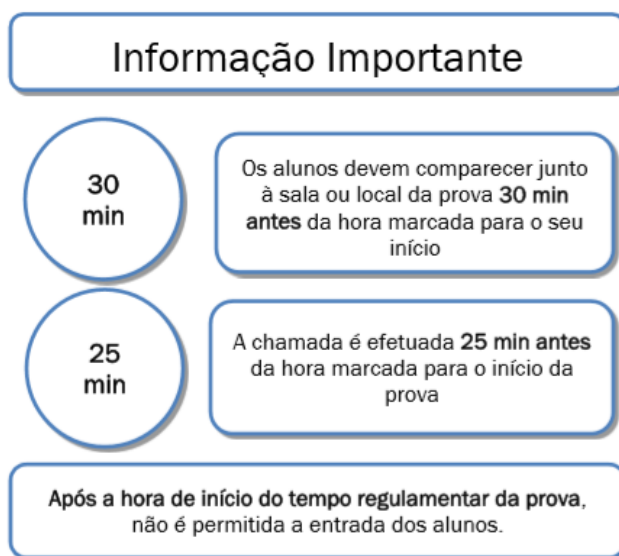 Informação Importante
30
min
Os alunos devem comparecer junto
à sala ou local da prova 30 min
antes da hora marcada para o seu
início
25
min
A chamada é efetuada 25 min antes
da hora marcada para o início da
prova
Após a hora de início do tempo regulamentar da prova,
não é permitida a entrada dos alunos.